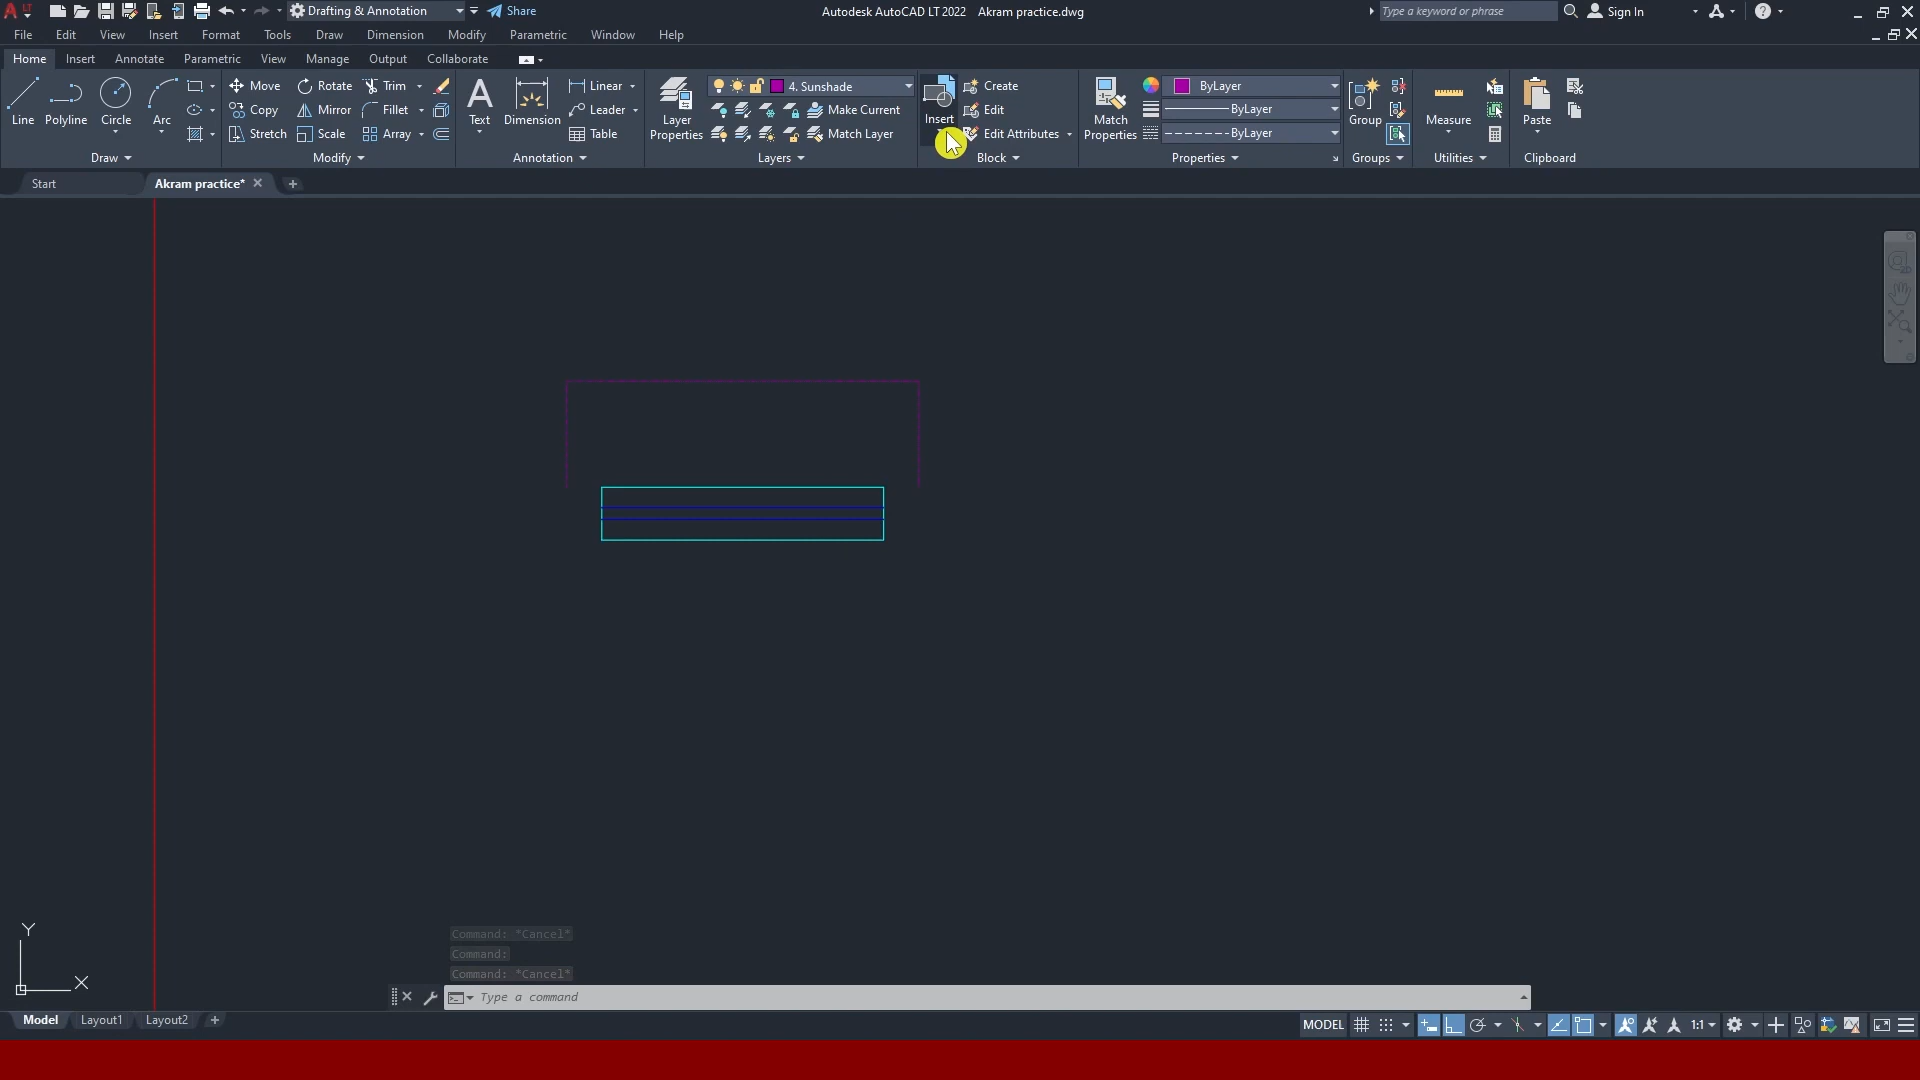 LT Drafting & Annotation Share Autodesk AutoCAD LT 2022 Akram practice.dwg Type a keyword or phrase Sign In
File Edit View Insert Format Tools Draw Dimension Modify Parametric Window Help
Home Insert Annotate Parametric View Manage Output Collaborate
Line Polyline Circle Arc
Move Rotate Trim
Copy Mirror Fillet
Stretch Scale Array
Text Dimension
Linear
Leader
Table
Layer
Properties
4. Sunshade
Make Current
Match Layer
Insert
Create
Edit
Edit Attributes
Match
Properties
ByLayer
ByLayer
ByLayer
Group
Measure
Paste
Draw Modify Annotation Layers Block Properties Groups Utilities Clipboard
Start Akram practice*
Y
X
Command: *Cancel*
Command:
Command: *Cancel*
Type a command
Model Layout1 Layout2
MODEL 1:1